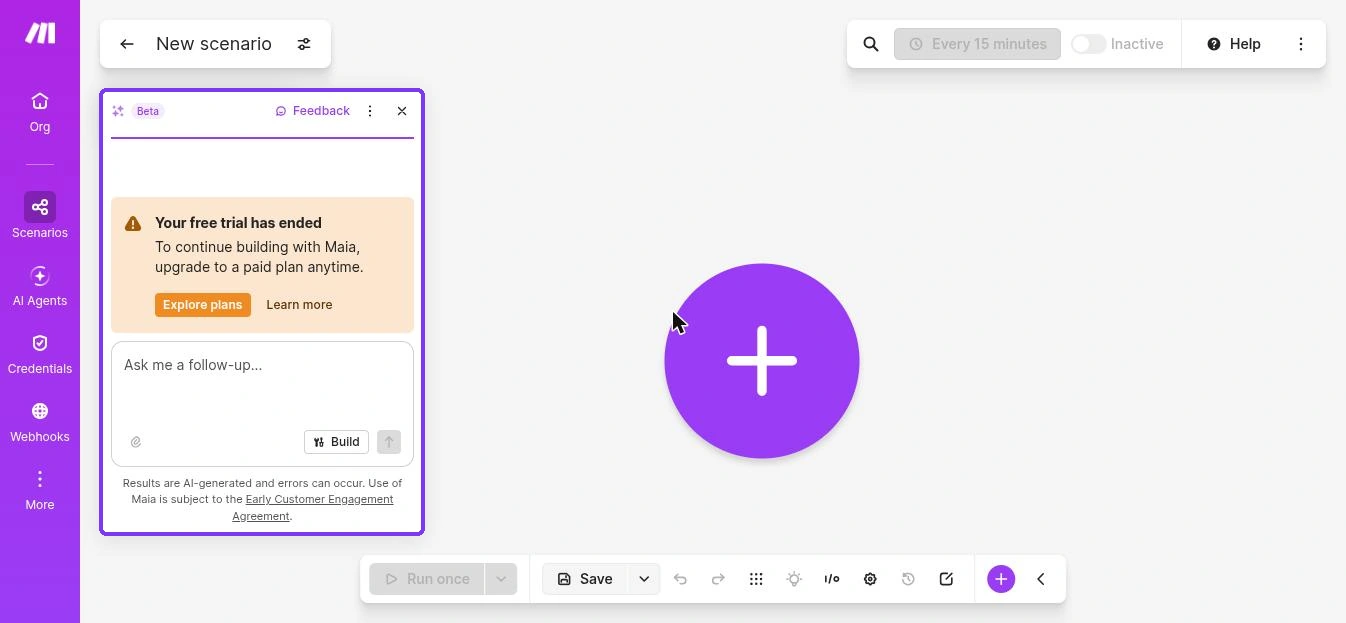 New scenario
Every 15 minutes
Inactive
Help
Org
Scenarios
AI Agents
Credentials
Webhooks
More
Beta
Feedback
Your free trial has ended
To continue building with Maia,
upgrade to a paid plan anytime.
Explore plans
Learn more
Ask me a follow-up...
Build
Results are AI-generated and errors can occur. Use of
Maia is subject to the Early Customer Engagement
Agreement.
Run once
Save